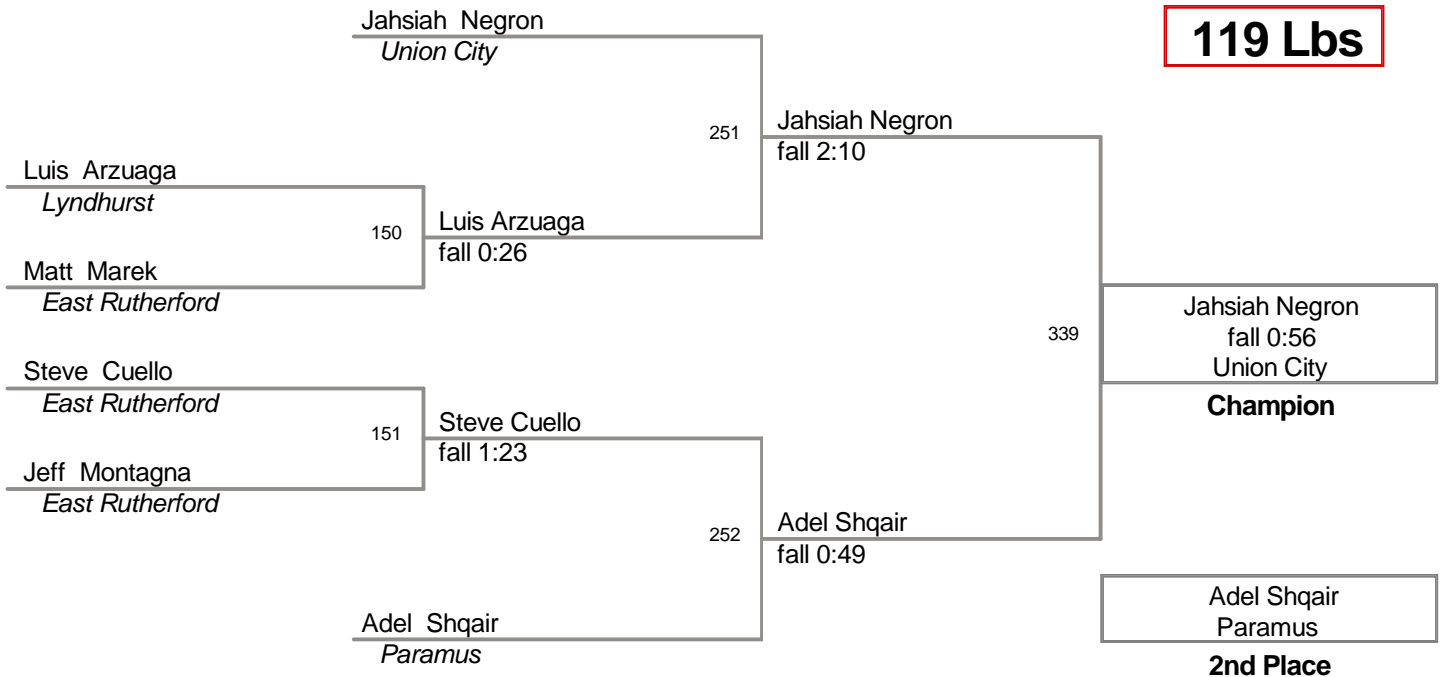 Jahsiah Negron
Union City
119 Lbs
251
Jahsiah Negron
fall 2:10
Luis Arzuaga
Lyndhurst
150
Luis Arzuaga
fall 0:26
Matt Marek
East Rutherford
339
Jahsiah Negron
fall 0:56
Union City
Champion
Steve Cuello
East Rutherford
151
Steve Cuello
fall 1:23
Jeff Montagna
East Rutherford
252
Adel Shqair
fall 0:49
Adel Shqair
Paramus
Adel Shqair
Paramus
2nd Place